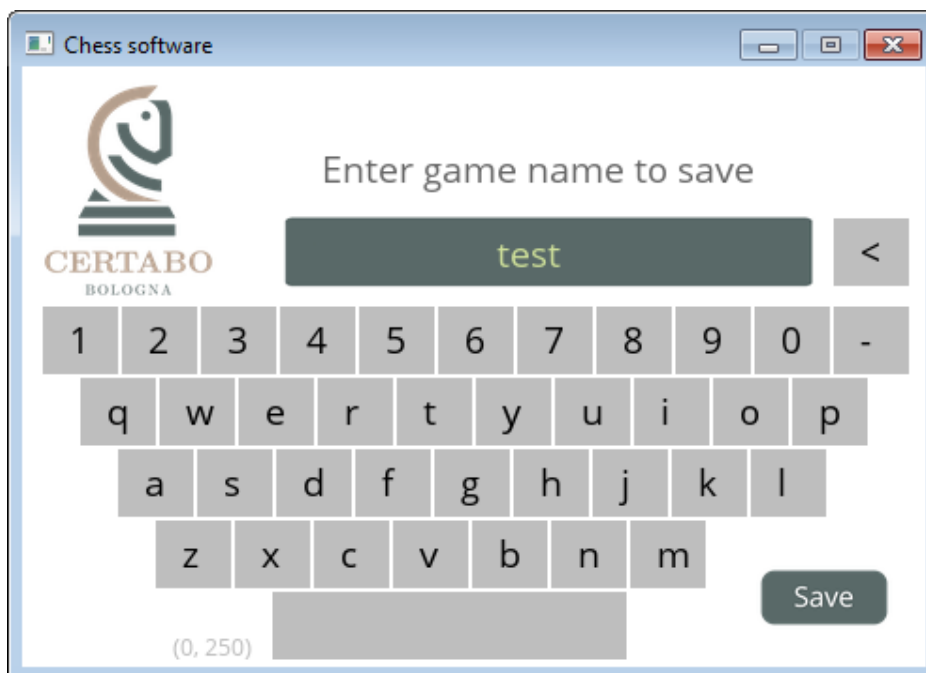 Chess software
Enter game name to save
CERTABO
BOLOGNA
test <
1 2 3 4 5 6 7 8 9 0 -
q w e r t y u i o p
a s d f g h j k l
z x c v b n m
Save
(0, 250)